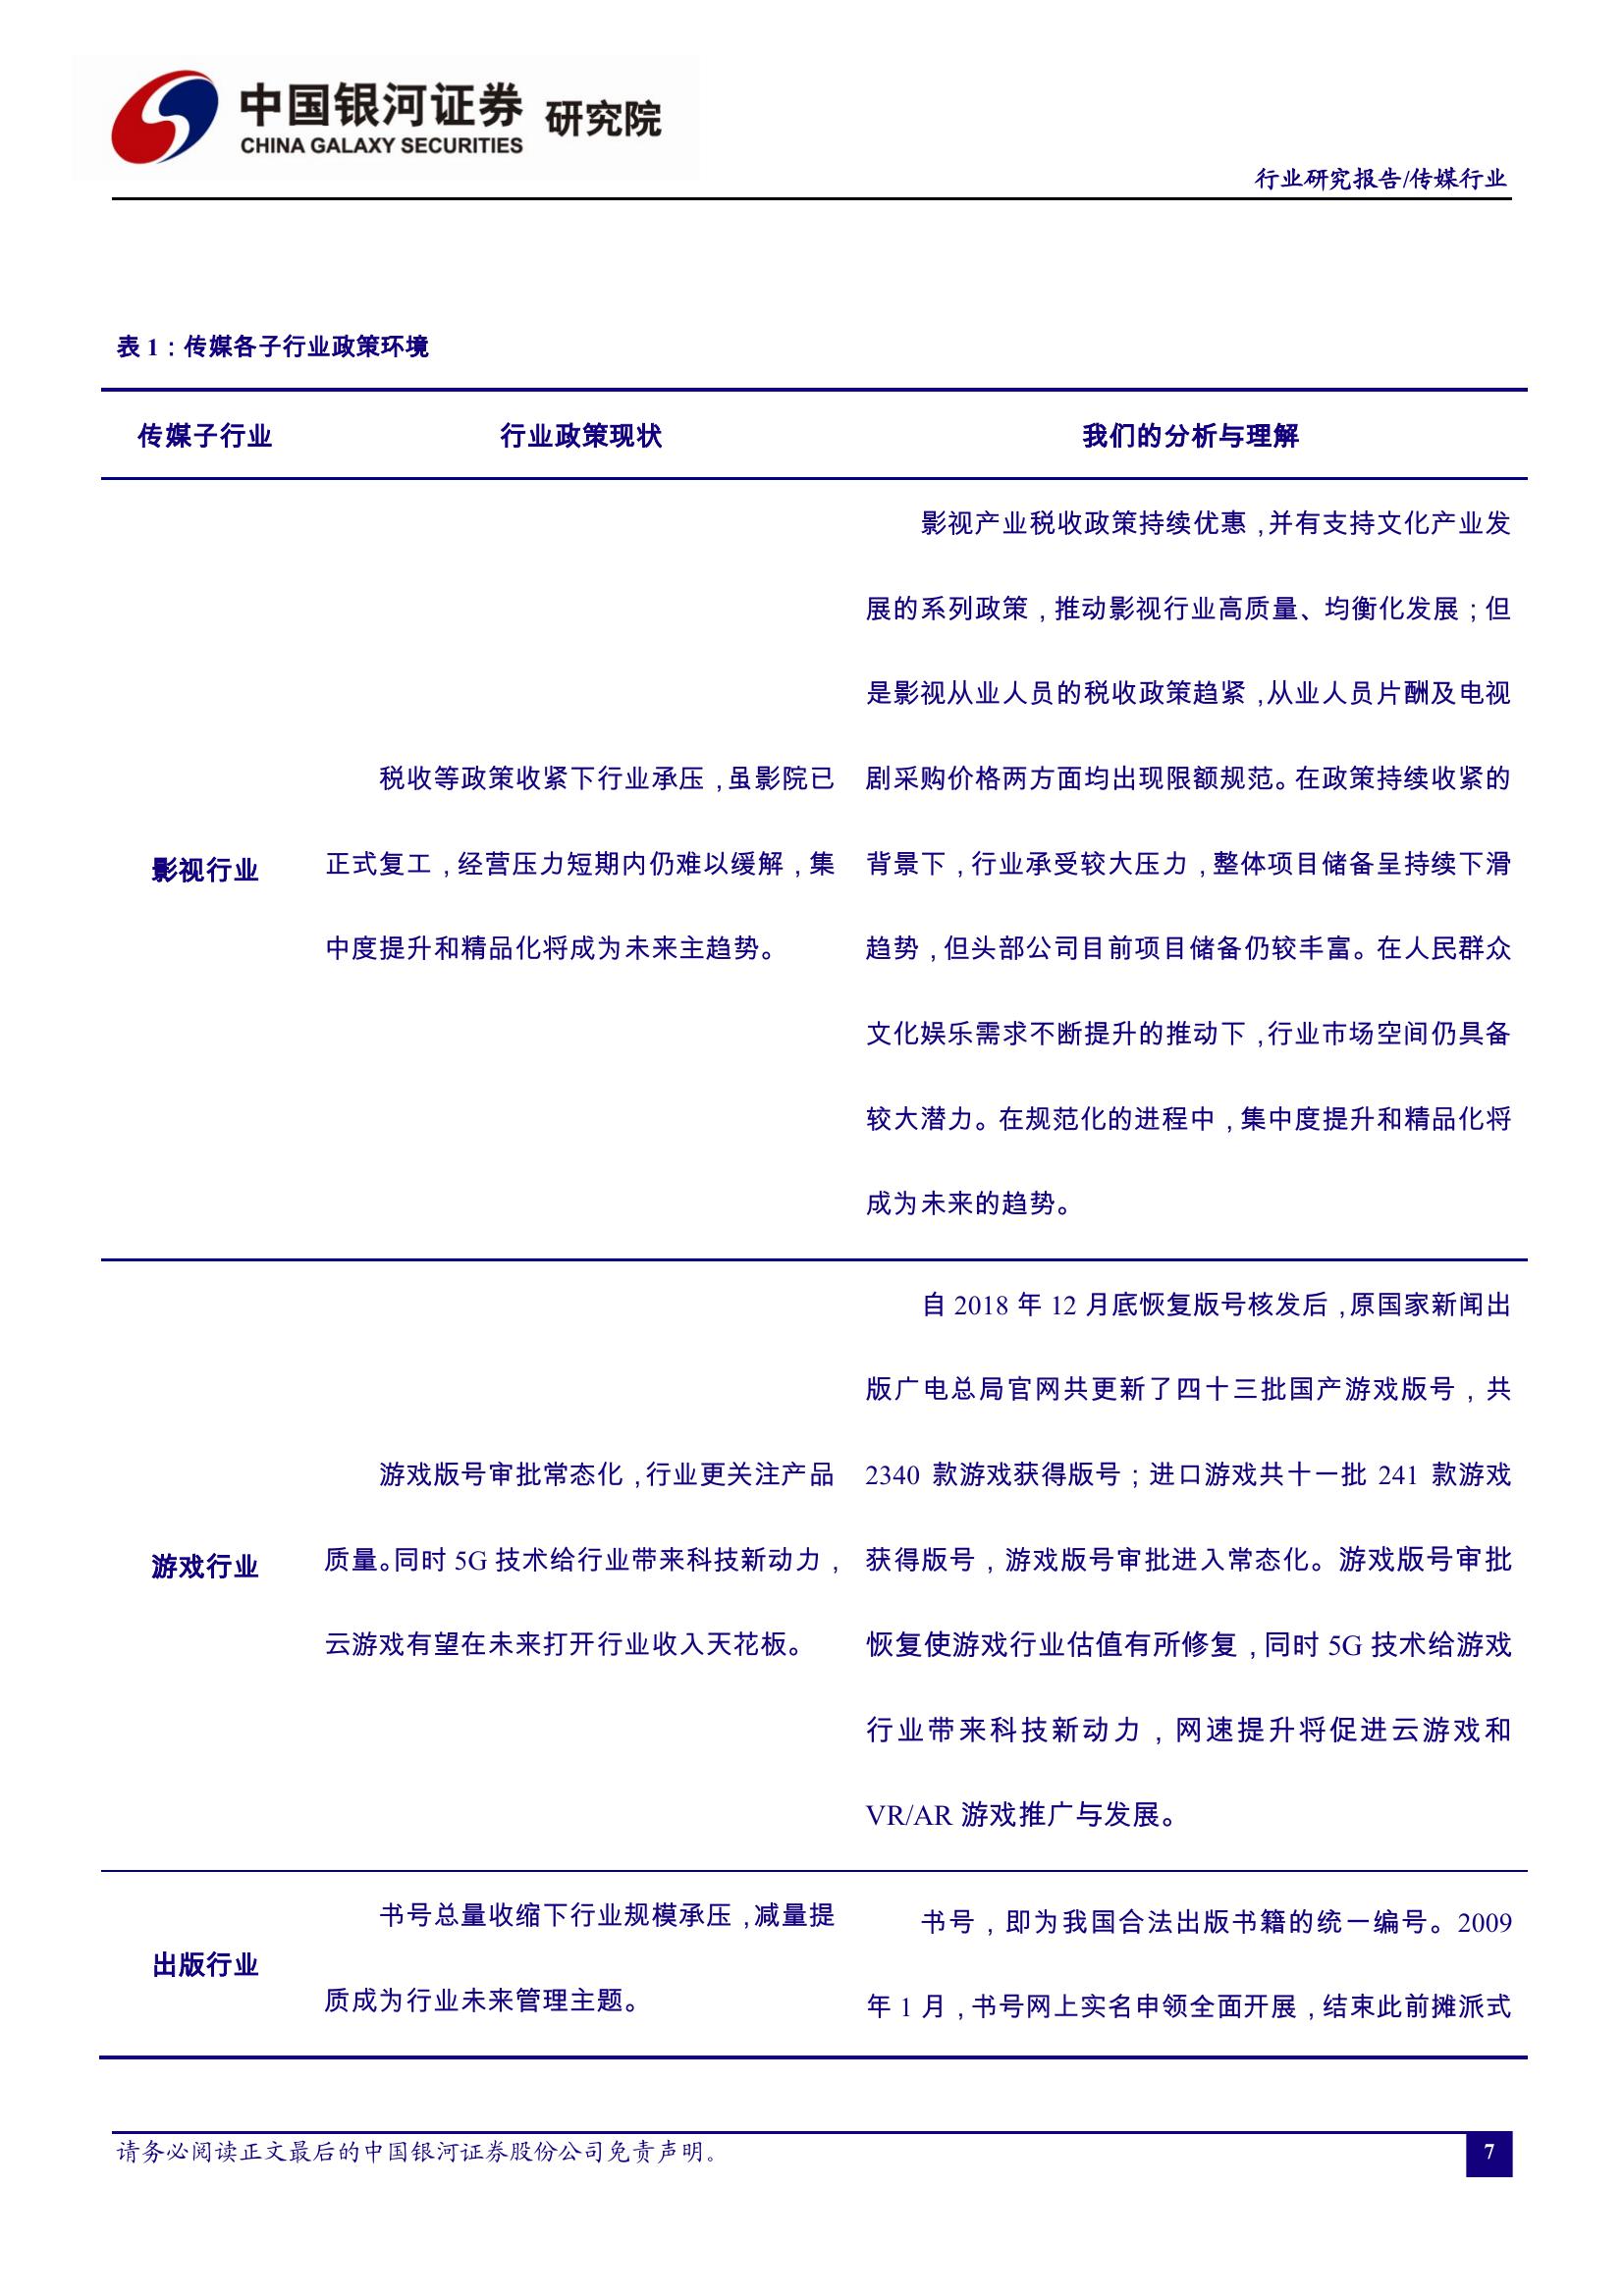 中国银河证券 研究院
CHINA GALAXY SECURITIES
行业研究报告/传媒行业
表 1：传媒各子行业政策环境
传媒子行业 行业政策现状 我们的分析与理解
影视行业
税收等政策收紧下行业承压，虽影院已
正式复工，经营压力短期内仍难以缓解，集
中度提升和精品化将成为未来主趋势。
影视产业税收政策持续优惠，并有支持文化产业发
展的系列政策，推动影视行业高质量、均衡化发展；但
是影视从业人员的税收政策趋紧，从业人员片酬及电视
剧采购价格两方面均出现限额规范。在政策持续收紧的
背景下，行业承受较大压力，整体项目储备呈持续下滑
趋势，但头部公司目前项目储备仍较丰富。在人民群众
文化娱乐需求不断提升的推动下，行业市场空间仍具备
较大潜力。在规范化的进程中，集中度提升和精品化将
成为未来的趋势。
游戏行业
游戏版号审批常态化，行业更关注产品
质量。同时 5G 技术给行业带来科技新动力，
云游戏有望在未来打开行业收入天花板。
自 2018 年 12 月底恢复版号核发后，原国家新闻出
版广电总局官网共更新了四十三批国产游戏版号，共
2340 款游戏获得版号；进口游戏共十一批 241 款游戏
获得版号，游戏版号审批进入常态化。游戏版号审批
恢复使游戏行业估值有所修复，同时 5G 技术给游戏
行业带来科技新动力，网速提升将促进云游戏和
VR/AR 游戏推广与发展。
出版行业
书号总量收缩下行业规模承压，减量提
质成为行业未来管理主题。
书号，即为我国合法出版书籍的统一编号。2009
年 1 月，书号网上实名申领全面开展，结束此前摊派式
请务必阅读正文最后的中国银河证券股份公司免责声明。
7